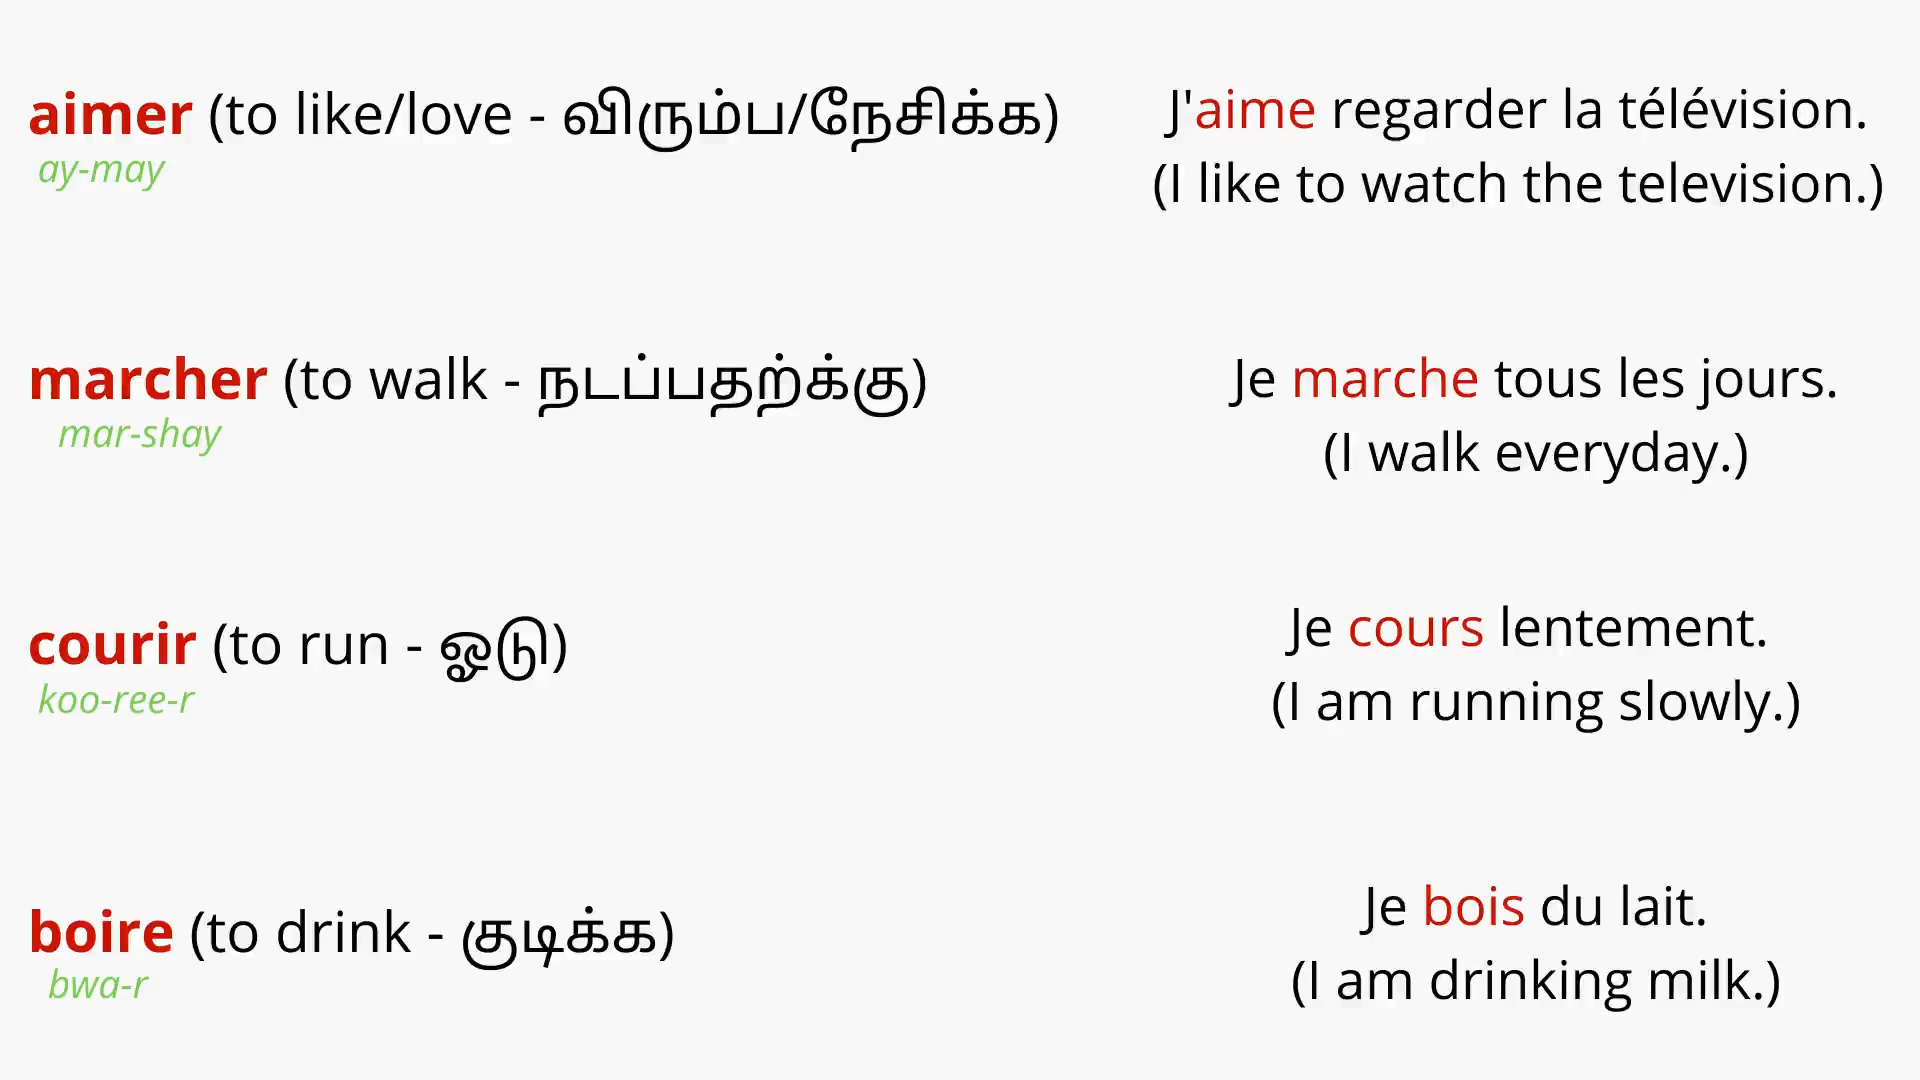 aimer (to like/love - விரும்ப/நேசிக்க)
ay-may
J'aime regarder la télévision.
(I like to watch the television.)
marcher (to walk - நடப்பதற்க்கு)
mar-shay
Je marche tous les jours.
(I walk everyday.)
courir (to run - ஓடு)
koo-ree-r
Je cours lentement.
(I am running slowly.)
boire (to drink - குடிக்க)
bwa-r
Je bois du lait.
(I am drinking milk.)